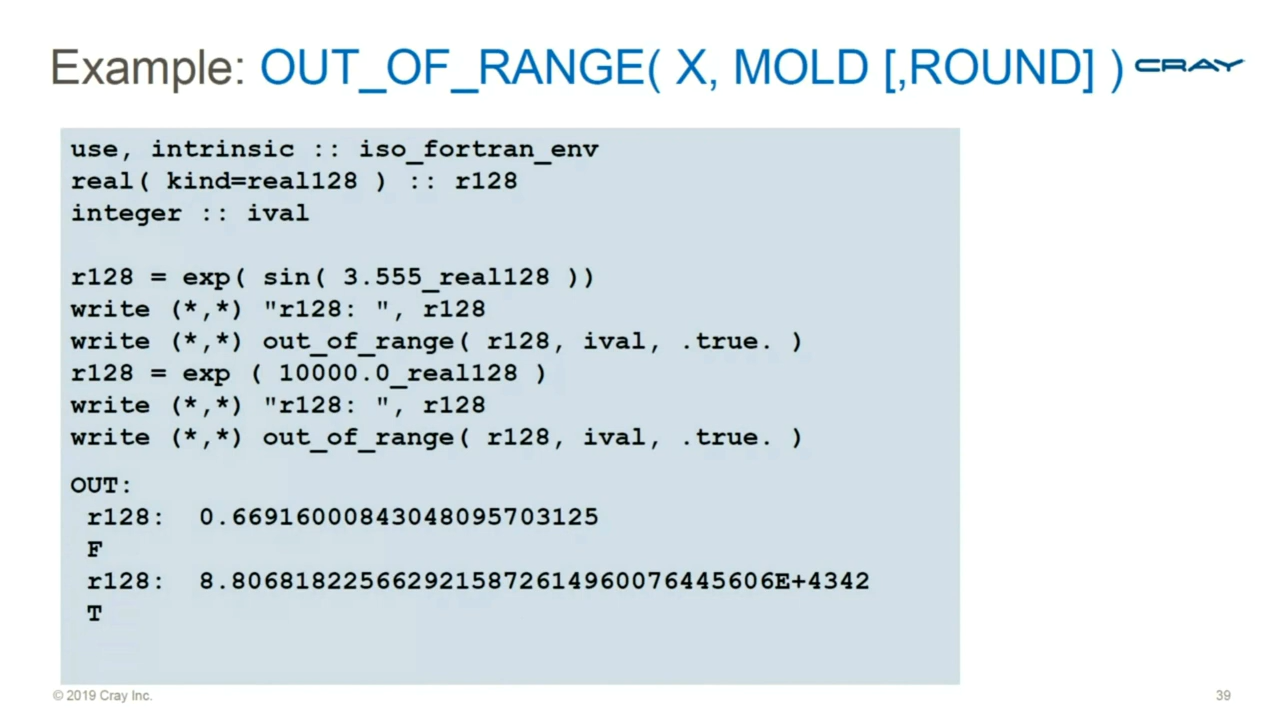 Example: OUT_OF_RANGE( X, MOLD [,ROUND] )
CRAY
use, intrinsic :: iso_fortran_env
real( kind=real128 ) :: r128
integer :: ival
r128 = exp( sin( 3.555_real128 ))
write (*,*) "r128: ", r128
write (*,*) out_of_range( r128, ival, .true. )
r128 = exp ( 10000.0_real128 )
write (*,*) "r128: ", r128
write (*,*) out_of_range( r128, ival, .true. )
OUT:
r128: 0.66916000843048095703125
F
r128: 8.8068182256629215872614960076445606E+4342
T
© 2019 Cray Inc.
39